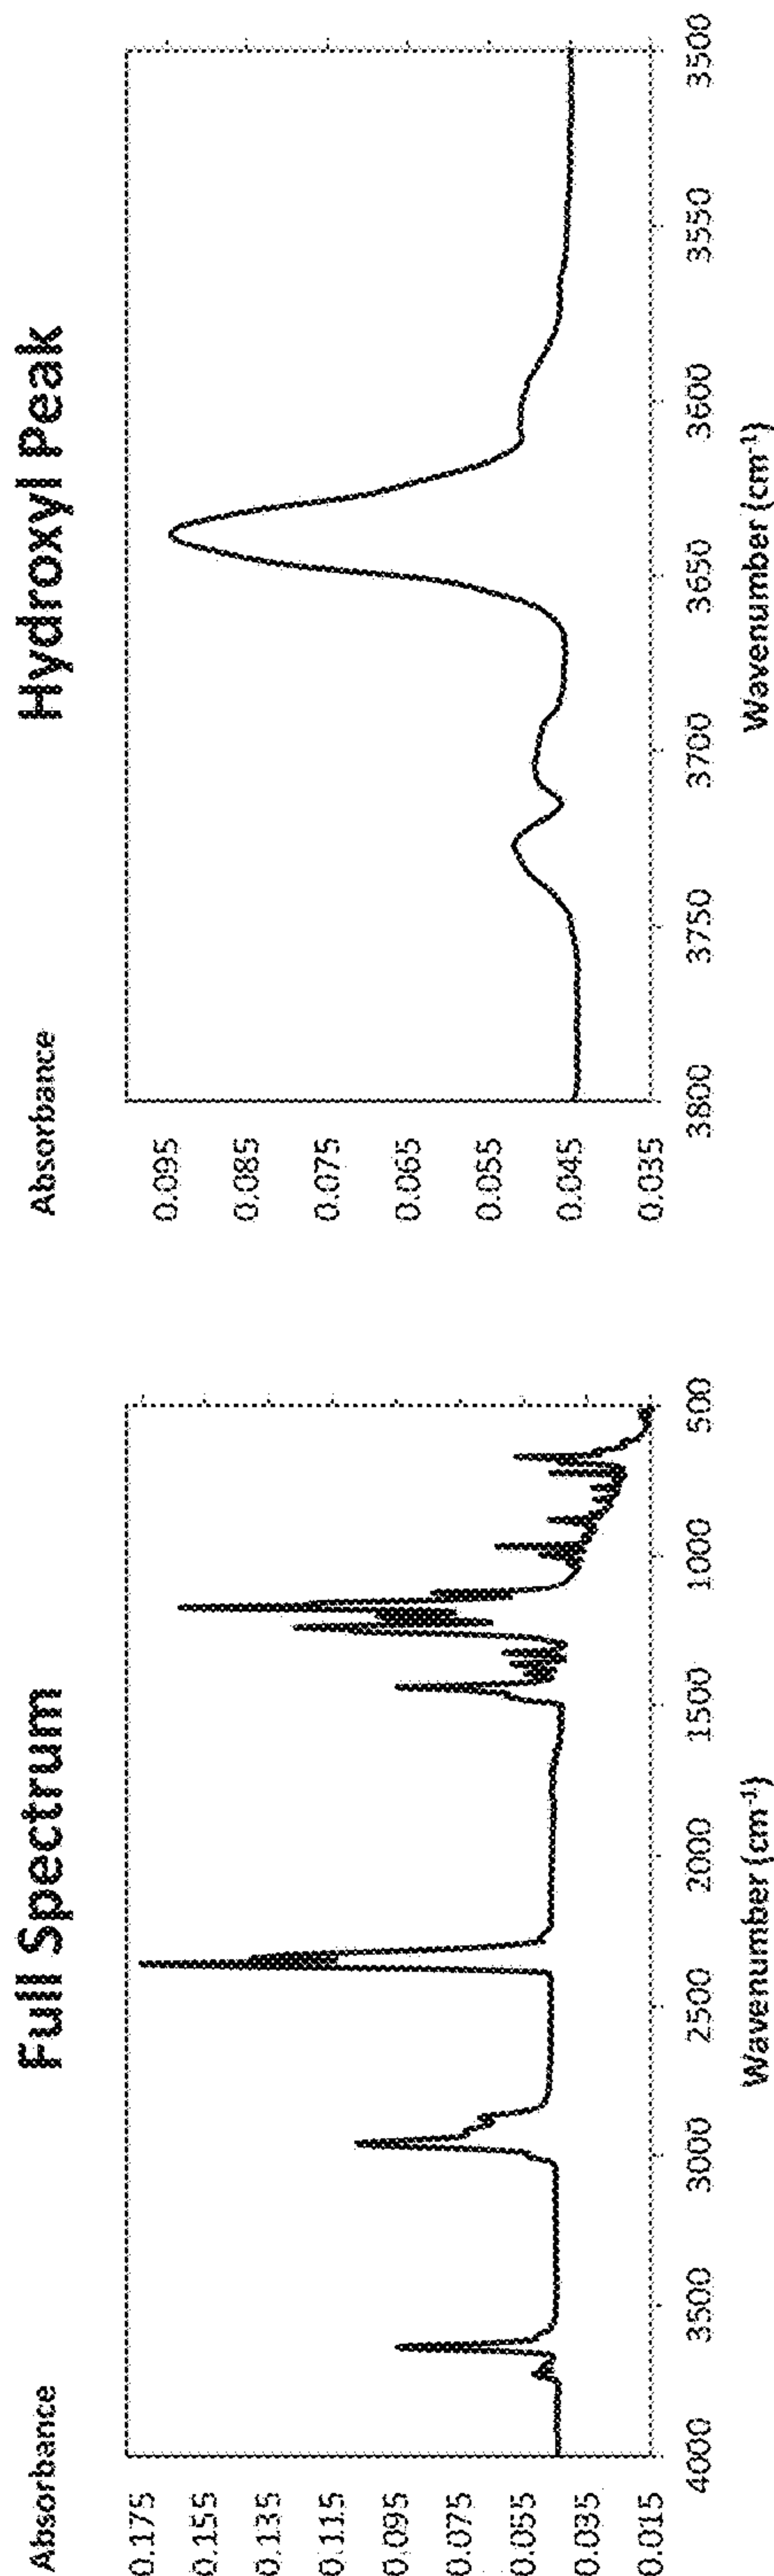 Full Spectrum
Absorbance
0.175
0.155
0.135
0.115
0.095
0.075
0.055
0.035
0.015
4000 3500 3000 2500 2000 1500 1000 500
Wavenumber (cm⁻¹)
Hydroxyl Peak
Absorbance
0.095
0.085
0.075
0.065
0.055
0.045
0.035
3800 3750 3700 3650 3600 3550 3500
Wavenumber (cm⁻¹)